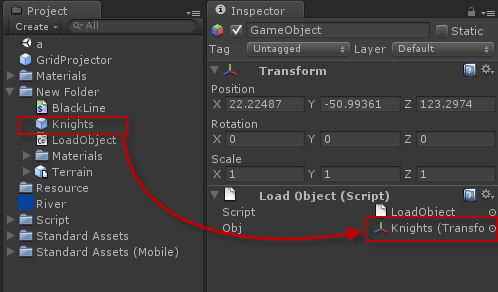 Project
Create
All
a
GridProjector
Materials
New Folder
BlackLine
Knights
LoadObject
Materials
Terrain
Resource
River
Script
Standard Assets
Standard Assets (Mobile)
Inspector
GameObject Static
Tag Untagged Layer Default
Transform
Position
X 22.22487 Y -50.99361 Z 123.2974
Rotation
X 0 Y 0 Z 0
Scale
X 1 Y 1 Z 1
Load Object (Script)
Script LoadObject
Obj Knights (Transfo